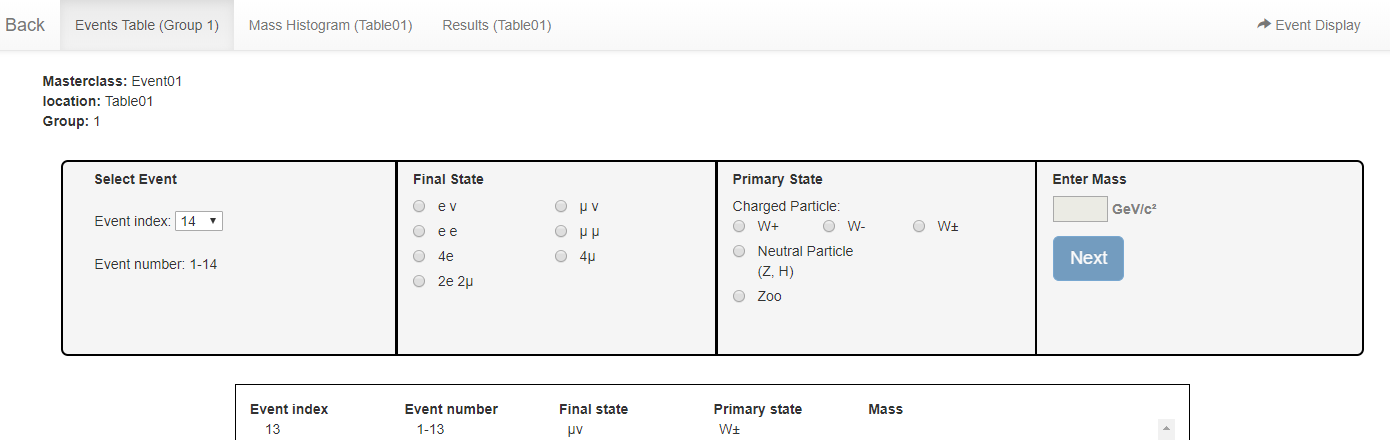 Back Events Table (Group 1) Mass Histogram (Table01) Results (Table01) Event Display
Masterclass: Event01
location: Table01
Group: 1
Select Event
Event index: 14
Event number: 1-14
Final State
e ν μ ν
e e μ μ
4e 4μ
2e 2μ
Primary State
Charged Particle:
W+ W- W±
Neutral Particle
(Z, H)
Zoo
Enter Mass
GeV/c²
Next
Event index Event number Final state Primary state Mass
13 1-13 μν W±